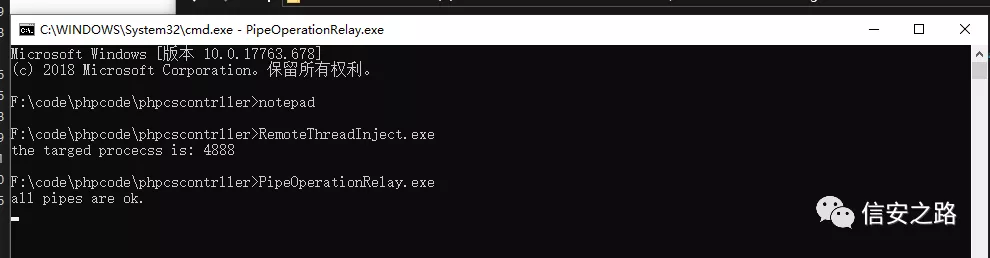 C:\WINDOWS\System32\cmd.exe - PipeOperationRelay.exe
Microsoft Windows [版本 10.0.17763.678]
(c) 2018 Microsoft Corporation。保留所有权利。
F:\code\phpcode\phpcscontrller>notepad
F:\code\phpcode\phpcscontrller>RemoteThreadInject.exe
the targed procecss is: 4888
F:\code\phpcode\phpcscontrller>PipeOperationRelay.exe
all pipes are ok.
信安之路